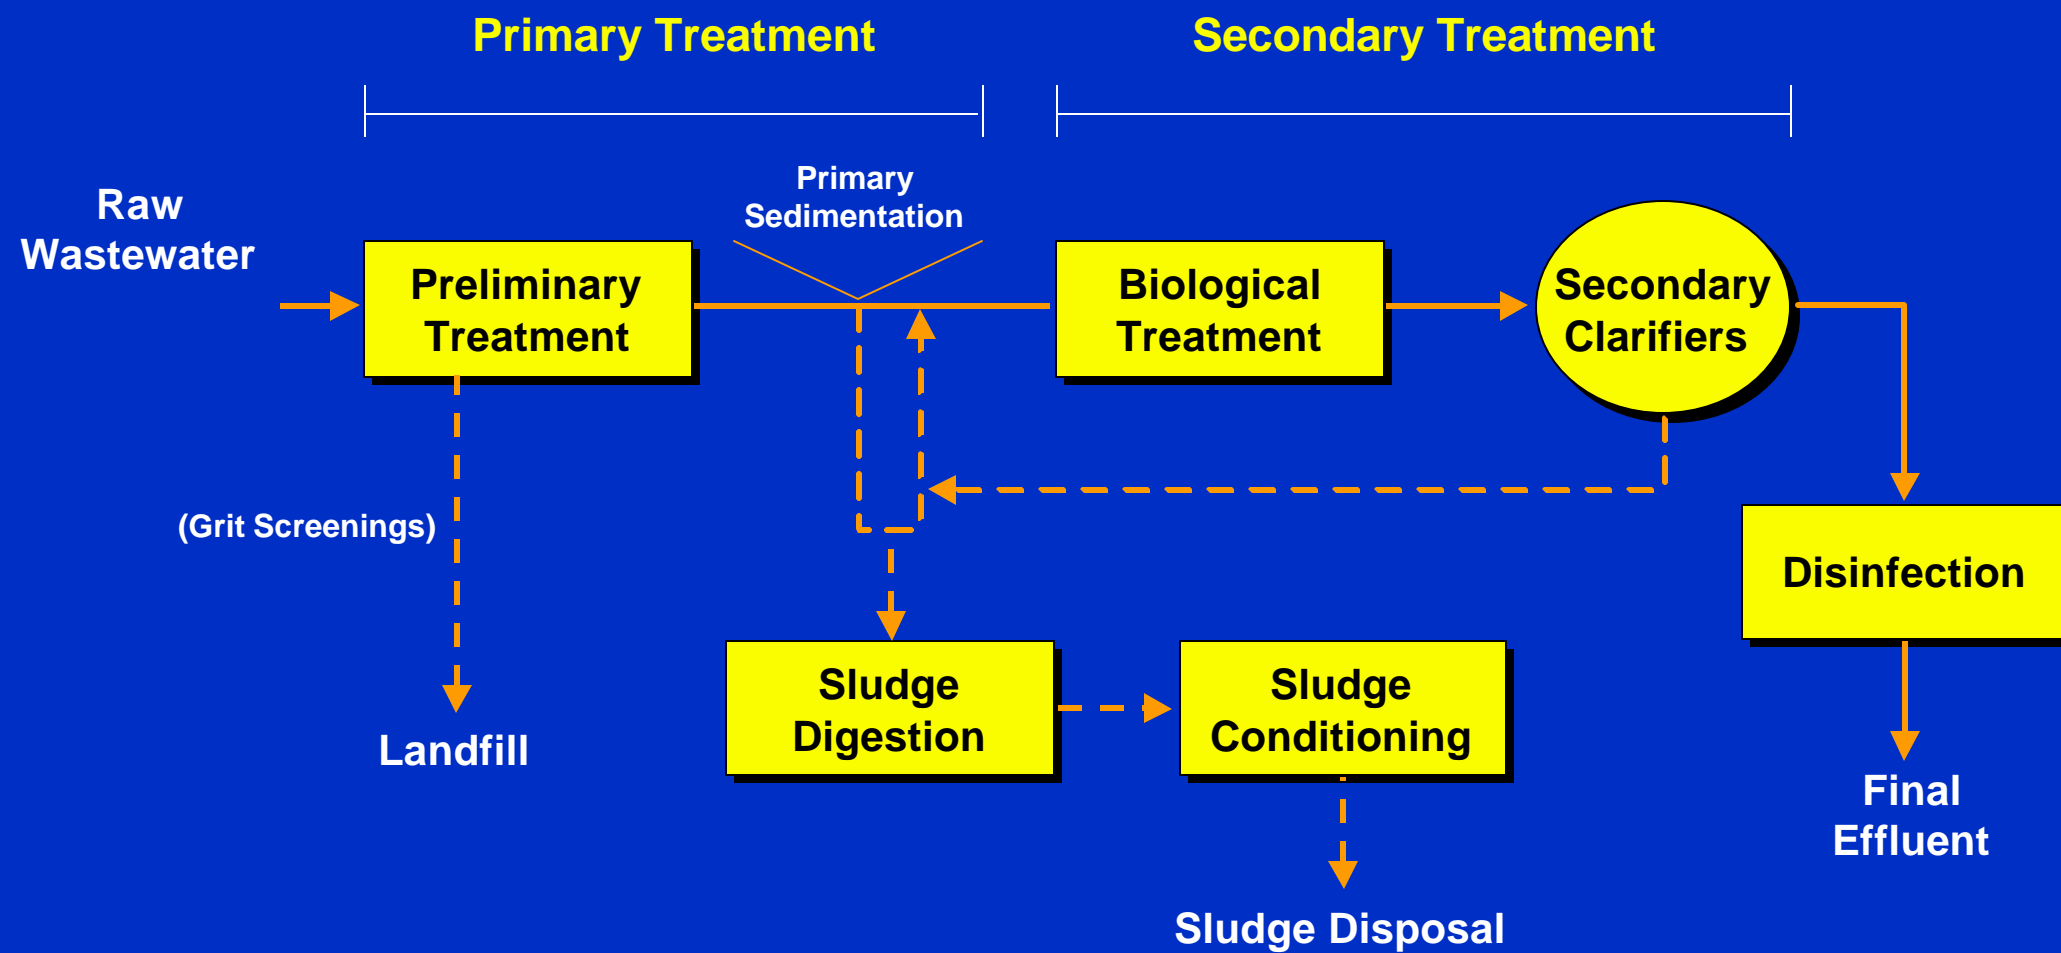 Primary Treatment
Secondary Treatment
Primary
Sedimentation
Raw
Wastewater
Preliminary
Treatment
Biological
Treatment
Secondary
Clarifiers
(Grit Screenings)
Disinfection
Sludge
Digestion
Sludge
Conditioning
Landfill
Final
Effluent
Sludge Disposal